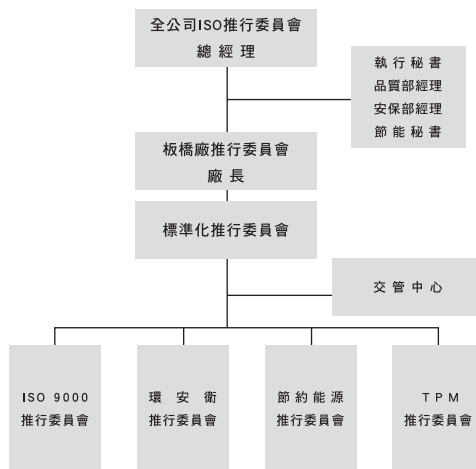 全公司ISO推行委員會
總經理
執行秘書
品質部經理
安保部經理
節能秘書
板橋廠推行委員會
廠長
標準化推行委員會
交管中心
ISO 9000
推行委員會
環安衛
推行委員會
節約能源
推行委員會
TPM
推行委員會